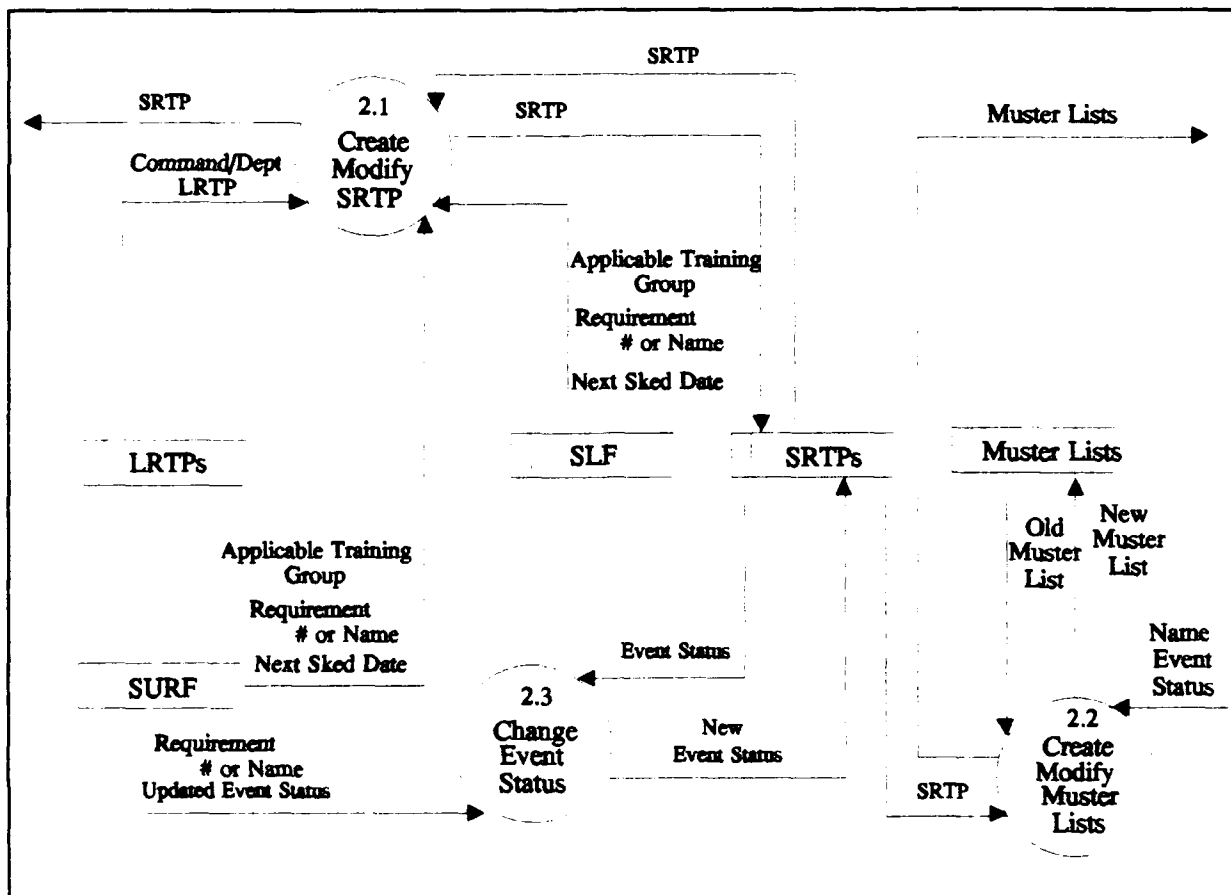 SRTP
SRTP
2.1
Create
Modify
SRTP
SRTP
Muster Lists
Command/Dept
LRTP
Applicable Training
Group
Requirement
# or Name
Next Sked Date
LRTPs
SLF
SRTPs
Muster Lists
Old
Muster
List
New
Muster
List
Applicable Training
Group
Requirement
# or Name
Next Sked Date
SURF
Event Status
Name
Event
Status
2.3
Change
Event
Status
New
Event Status
2.2
Create
Modify
Muster
Lists
SRTP
Requirement
# or Name
Updated Event Status